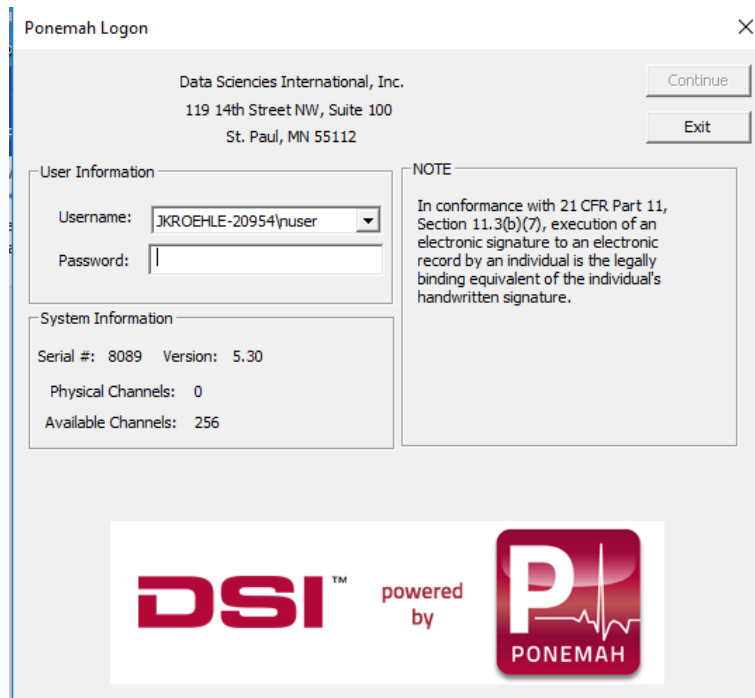 Ponemah Logon
Data Sciencies International, Inc.
119 14th Street NW, Suite 100
St. Paul, MN 55112
Continue
Exit
User Information
Username: JKROEHLE-20954\nuser
Password:
NOTE
In conformance with 21 CFR Part 11,
Section 11.3(b)(7), execution of an
electronic signature to an electronic
record by an individual is the legally
binding equivalent of the individual's
handwritten signature.
System Information
Serial #: 8089 Version: 5.30
Physical Channels: 0
Available Channels: 256
DSI™
powered
by
P
PONEMAH